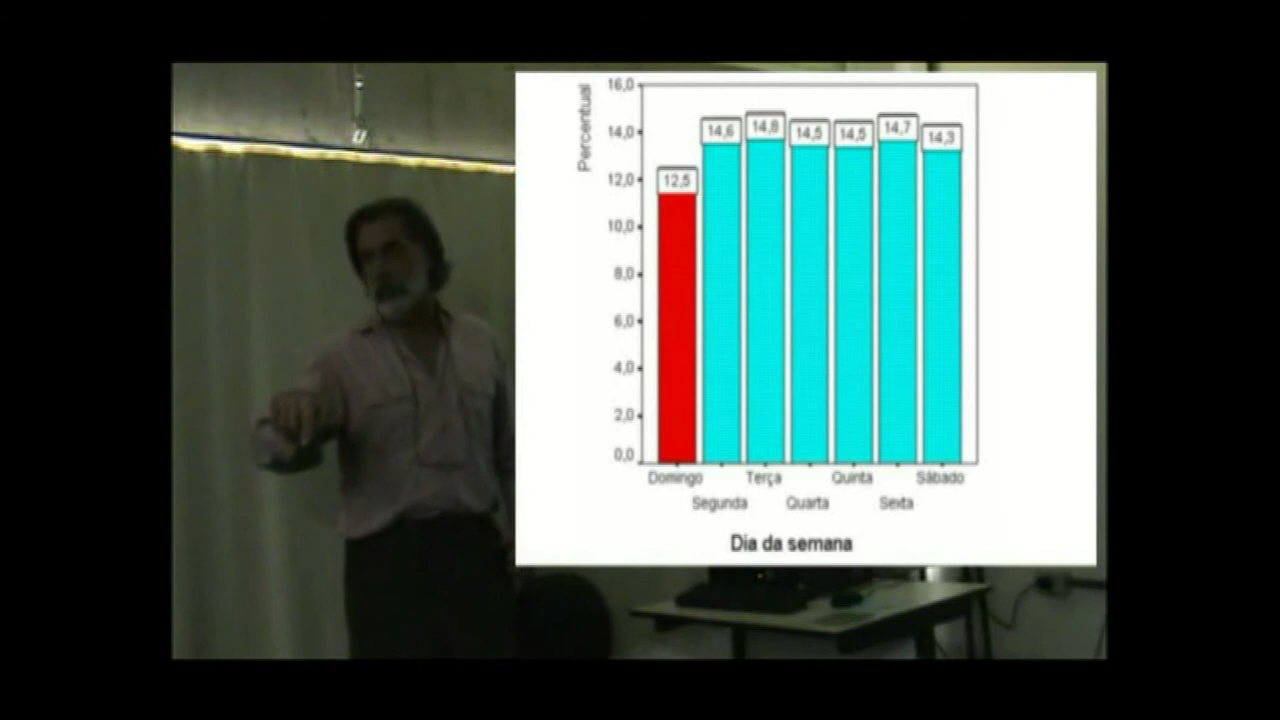 Percentual
16,0
14,0
12,0
10,0
8,0
6,0
4,0
2,0
0,0
12,5
14,6
14,8
14,5
14,5
14,7
14,3
Domingo
Segunda
Terça
Quarta
Quinta
Sexta
Sábado
Dia da semana